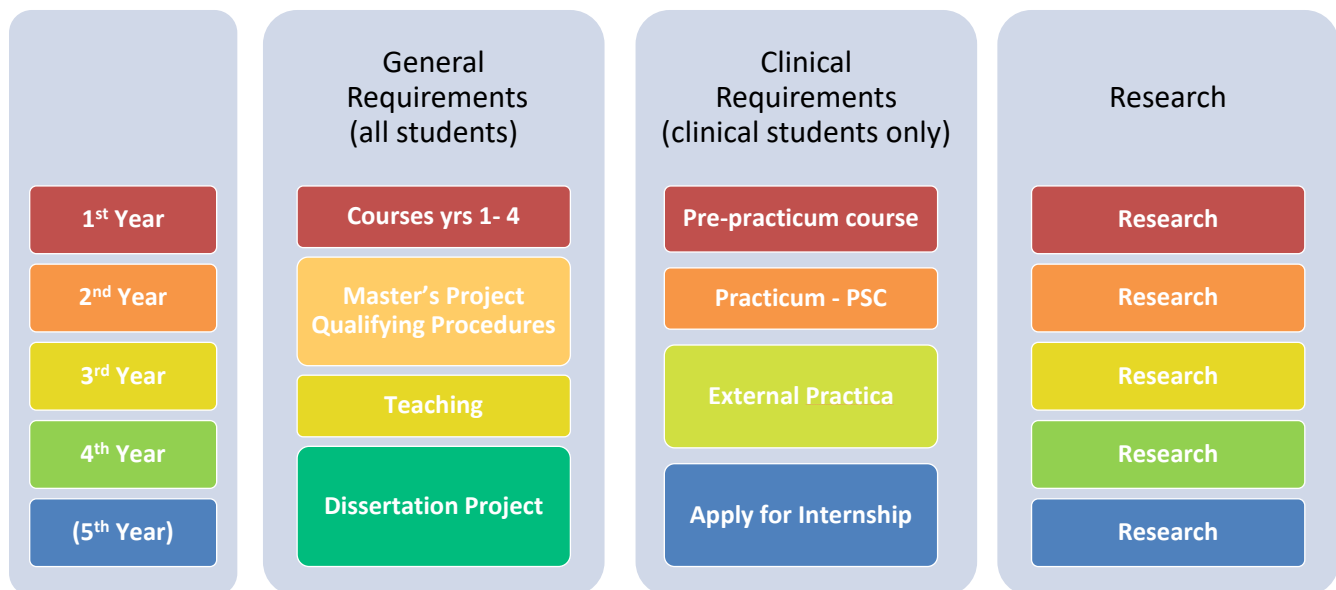 General
Requirements
(all students)
Clinical
Requirements
(clinical students only)
Research
1st Year
Courses yrs 1- 4
Pre-practicum course
Research
2nd Year
Master’s Project
Qualifying Procedures
Practicum - PSC
Research
3rd Year
Teaching
External Practica
Research
4th Year
Dissertation Project
Research
(5th Year)
Apply for Internship
Research